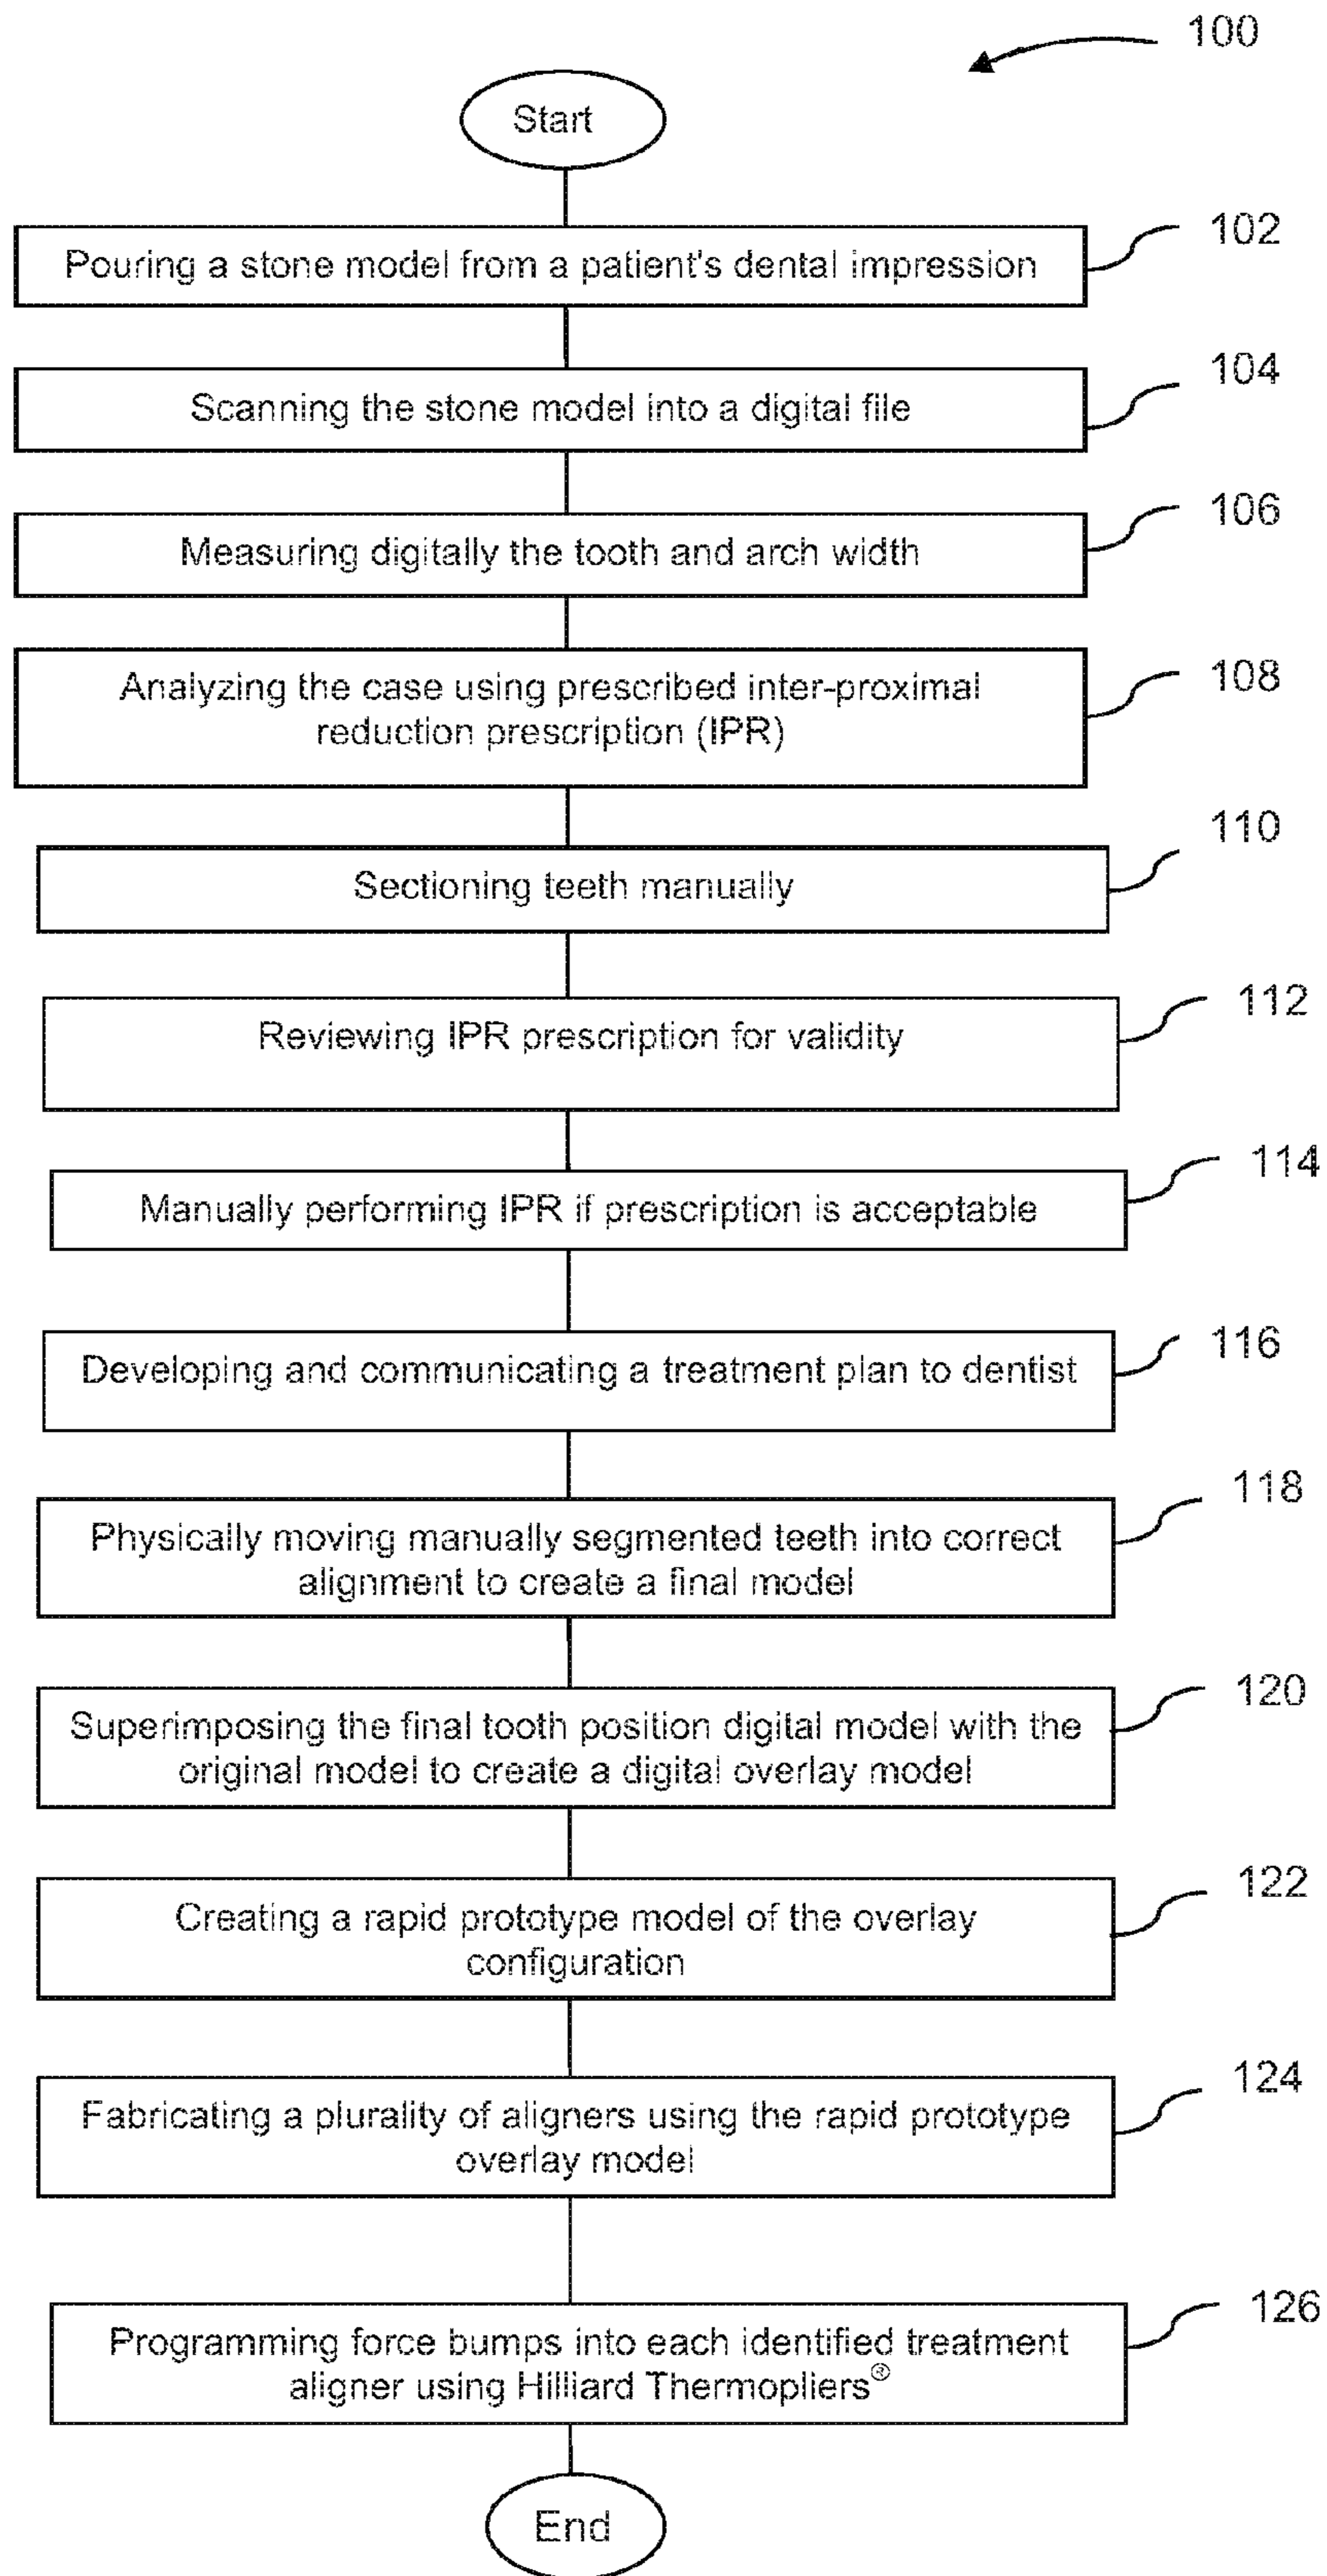 100
Start
Pouring a stone model from a patient's dental impression
102
Scanning the stone model into a digital file
104
Measuring digitally the tooth and arch width
106
Analyzing the case using prescribed inter-proximal
reduction prescription (IPR)
108
Sectioning teeth manually
110
Reviewing IPR prescription for validity
112
Manually performing IPR if prescription is acceptable
114
Developing and communicating a treatment plan to dentist
116
Physically moving manually segmented teeth into correct
alignment to create a final model
118
Superimposing the final tooth position digital model with the
original model to create a digital overlay model
120
Creating a rapid prototype model of the overlay
configuration
122
Fabricating a plurality of aligners using the rapid prototype
overlay model
124
Programming force bumps into each identified treatment
aligner using Hilliard Thermopliers®
126
End